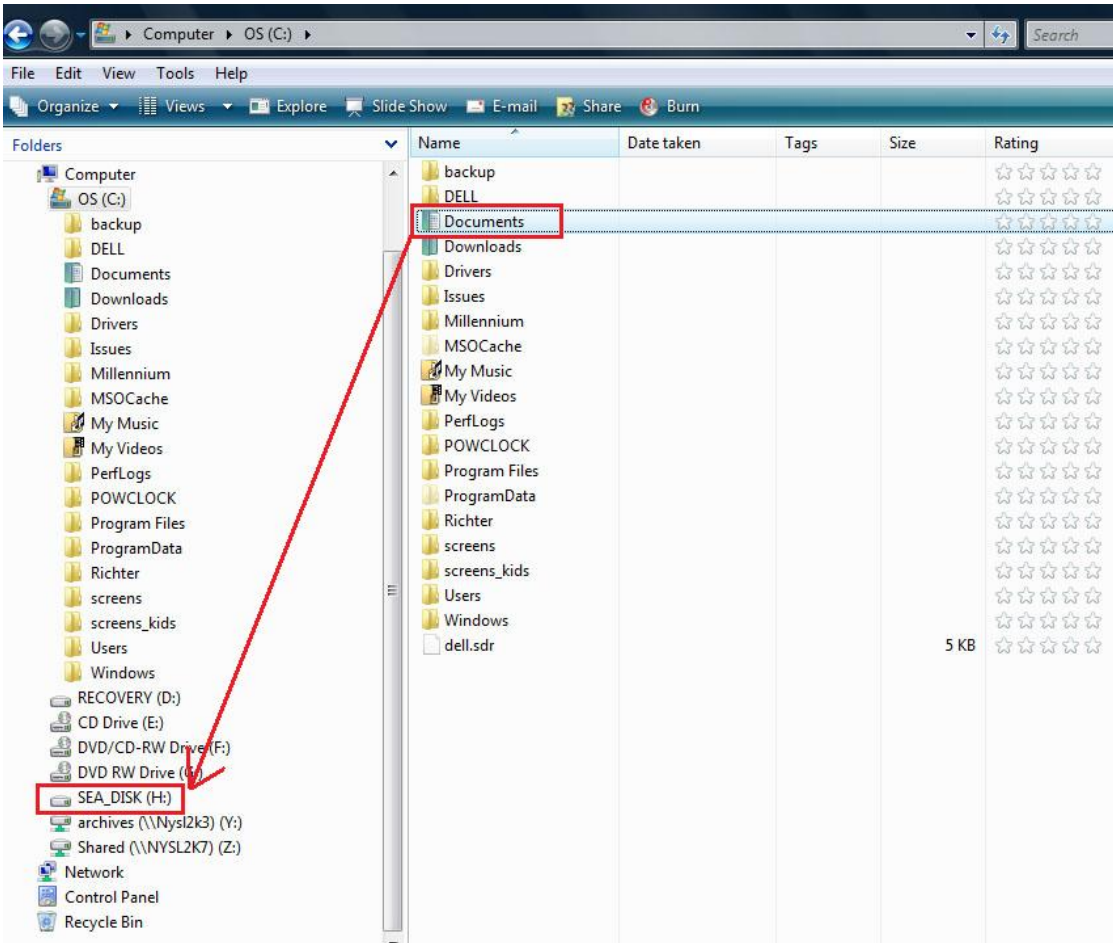 Computer ▸ OS (C:) ▸ Search
File Edit View Tools Help
Organize Views Explore Slide Show E-mail Share Burn
Folders
Computer
OS (C:)
backup
DELL
Documents
Downloads
Drivers
Issues
Millennium
MSOCache
My Music
My Videos
PerfLogs
POWCLOCK
Program Files
ProgramData
Richter
screens
screens_kids
Users
Windows
RECOVERY (D:)
CD Drive (E:)
DVD/CD-RW Drive (F:)
DVD RW Drive (G:)
SEA_DISK (H:)
archives (\\Nysl2k3) (Y:)
Shared (\\NYSL2K7) (Z:)
Network
Control Panel
Recycle Bin
Name Date taken Tags Size Rating
backup
DELL
Documents
Downloads
Drivers
Issues
Millennium
MSOCache
My Music
My Videos
PerfLogs
POWCLOCK
Program Files
ProgramData
Richter
screens
screens_kids
Users
Windows
dell.sdr 5 KB